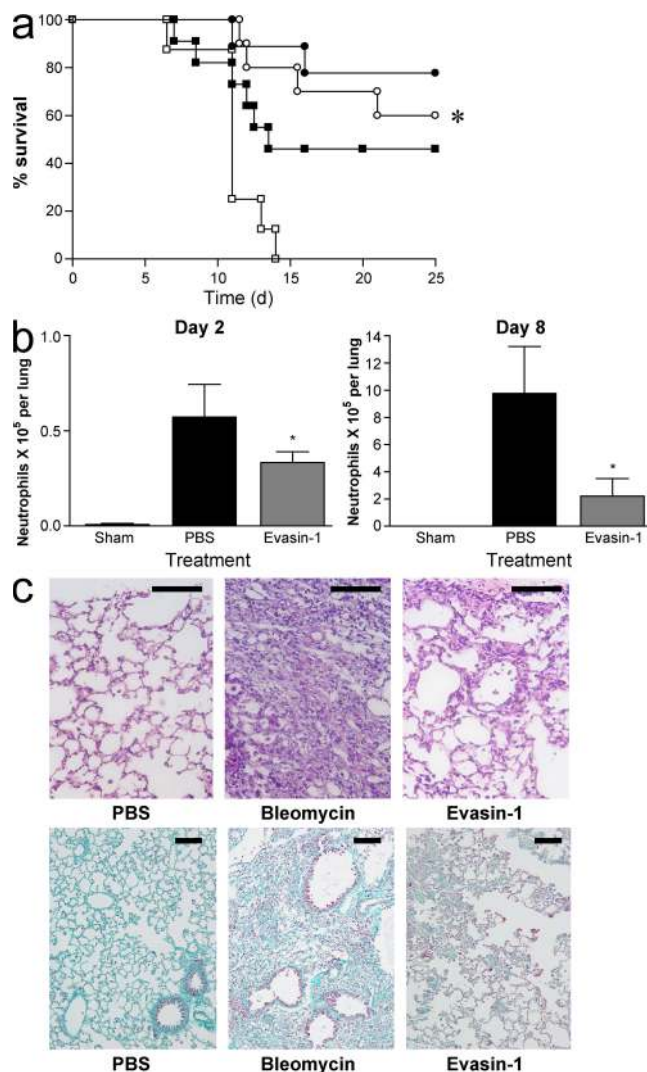 a
100
80
60
40
20
0
% survival
*
0 5 10 15 20 25
Time (d)
b
Day 2
1.0
0.5
0.0
Neutrophils X 10⁵ per lung
*
Sham PBS Evasin-1
Treatment
Day 8
14
12
10
8
6
4
2
0
Neutrophils X 10⁵ per lung
*
Sham PBS Evasin-1
Treatment
c
PBS Bleomycin Evasin-1
PBS Bleomycin Evasin-1